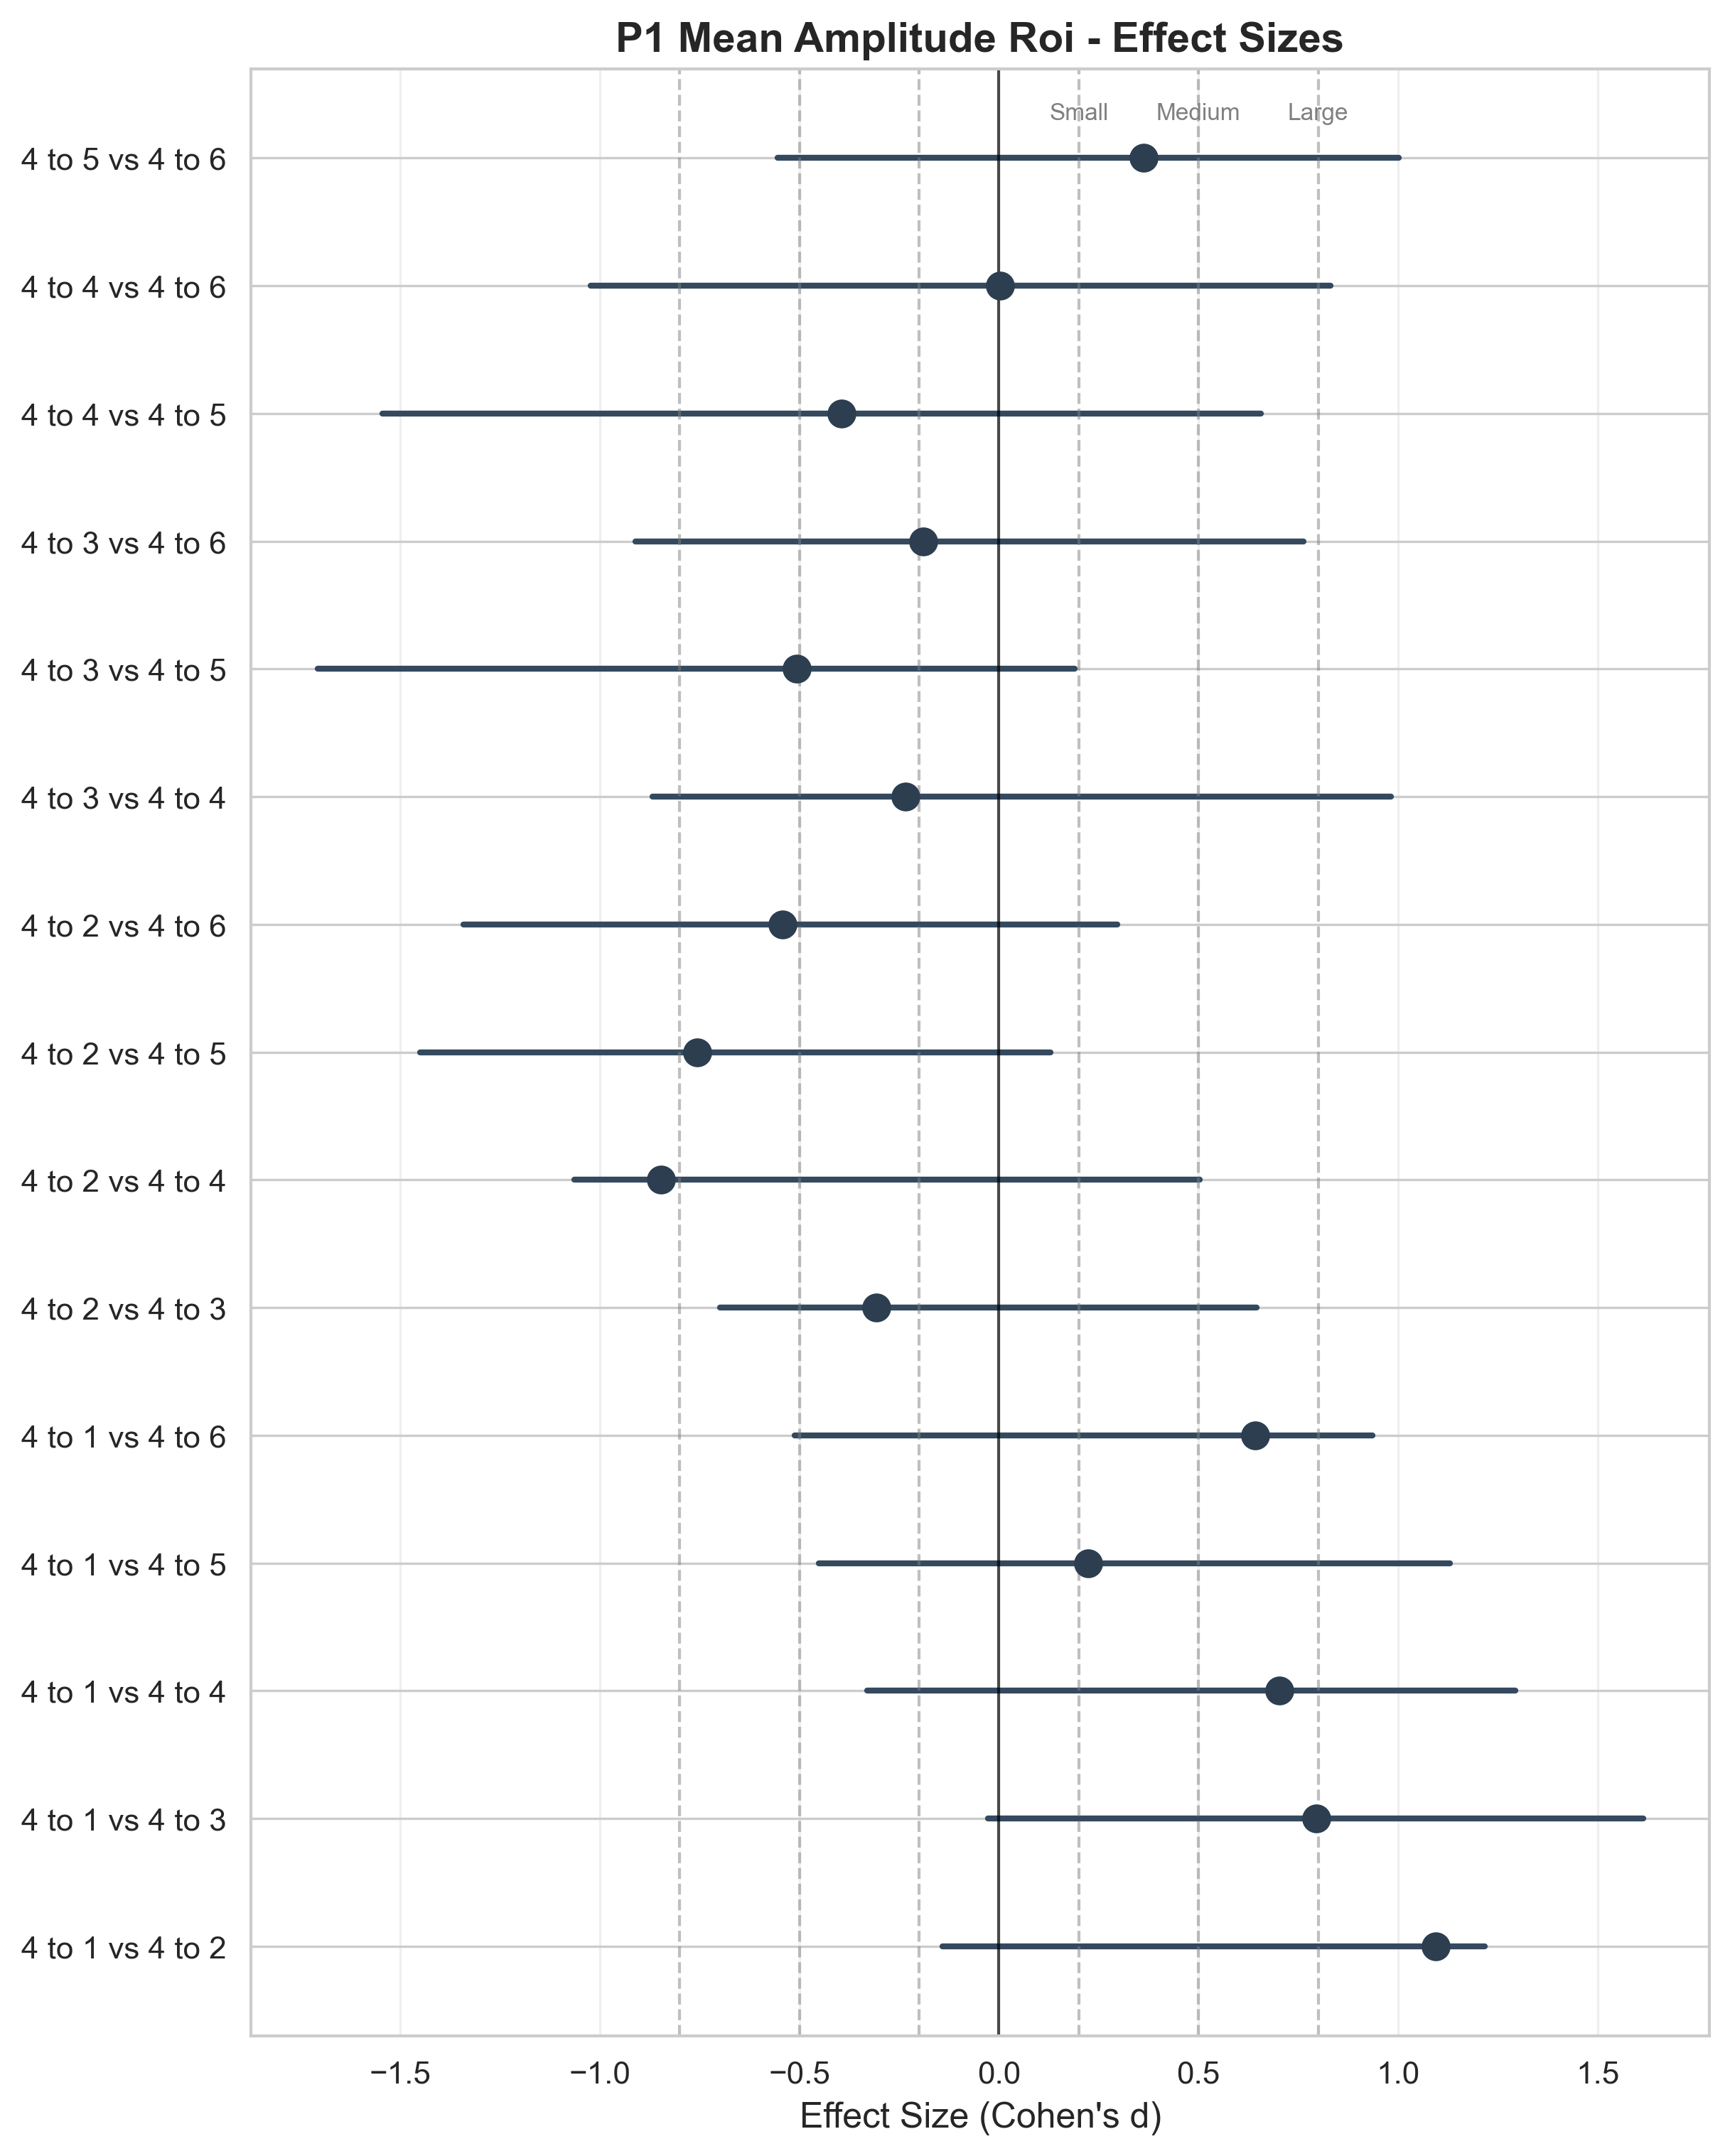 P1 Mean Amplitude Roi - Effect Sizes
Small Medium Large
4 to 5 vs 4 to 6
4 to 4 vs 4 to 6
4 to 4 vs 4 to 5
4 to 3 vs 4 to 6
4 to 3 vs 4 to 5
4 to 3 vs 4 to 4
4 to 2 vs 4 to 6
4 to 2 vs 4 to 5
4 to 2 vs 4 to 4
4 to 2 vs 4 to 3
4 to 1 vs 4 to 6
4 to 1 vs 4 to 5
4 to 1 vs 4 to 4
4 to 1 vs 4 to 3
4 to 1 vs 4 to 2
−1.5 −1.0 −0.5 0.0 0.5 1.0 1.5
Effect Size (Cohen's d)